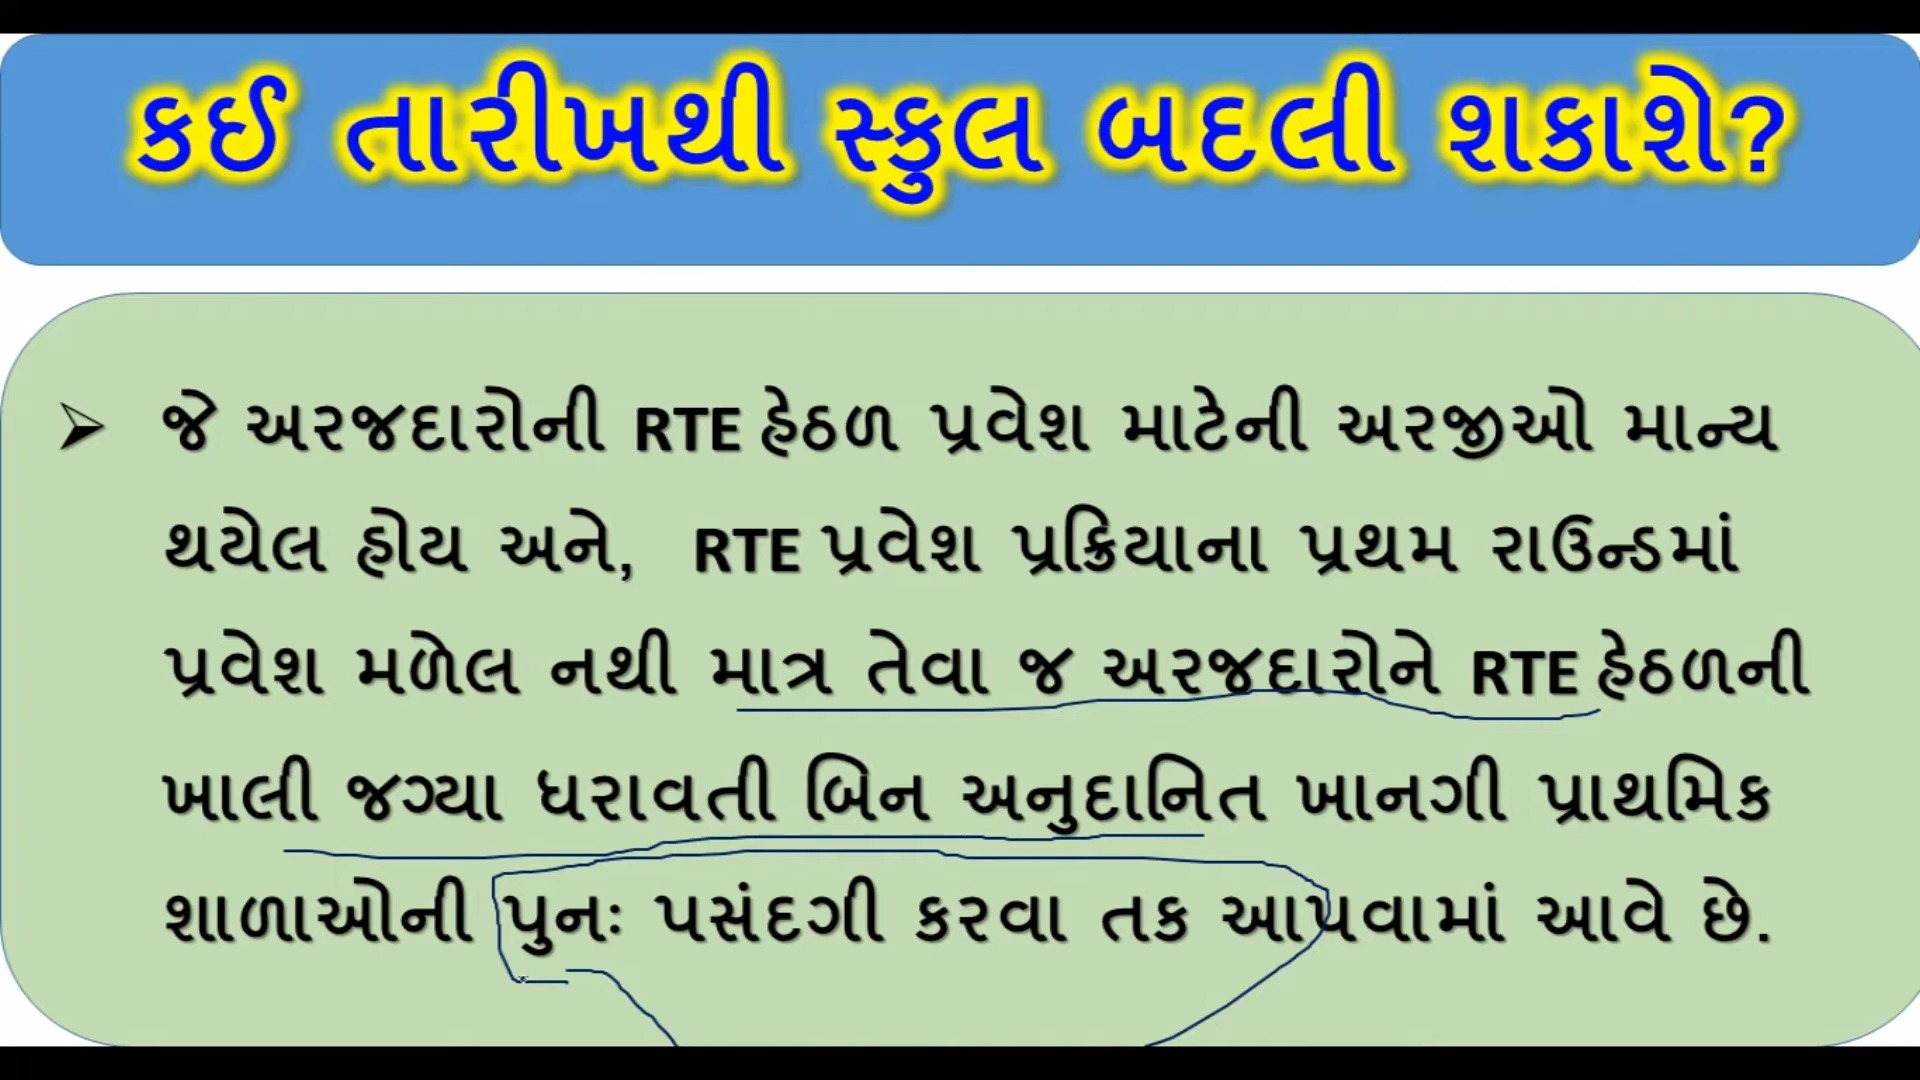 કઈ તારીખથી સ્કુલ બદલી શકાશે?
➢ જે અરજદારોની RTE હેઠળ પ્રવેશ માટેની અરજીઓ માન્ય
થયેલ હોય અને, RTE પ્રવેશ પ્રક્રિયાના પ્રથમ રાઉન્ડમાં
પ્રવેશ મળેલ નથી માત્ર તેવા જ અરજદારોને RTE હેઠળની
ખાલી જગ્યા ધરાવતી બિન અનુદાનિત ખાનગી પ્રાથમિક
શાળાઓની પુનઃ પસંદગી કરવા તક આપવામાં આવે છે.